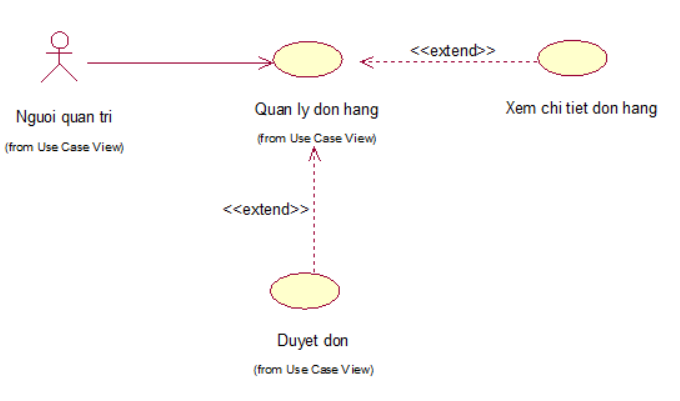 <<extend>>
Nguoi quan tri
(from Use Case View)
Quan ly don hang
(from Use Case View)
Xem chi tiet don hang
<<extend>>
Duyet don
(from Use Case View)